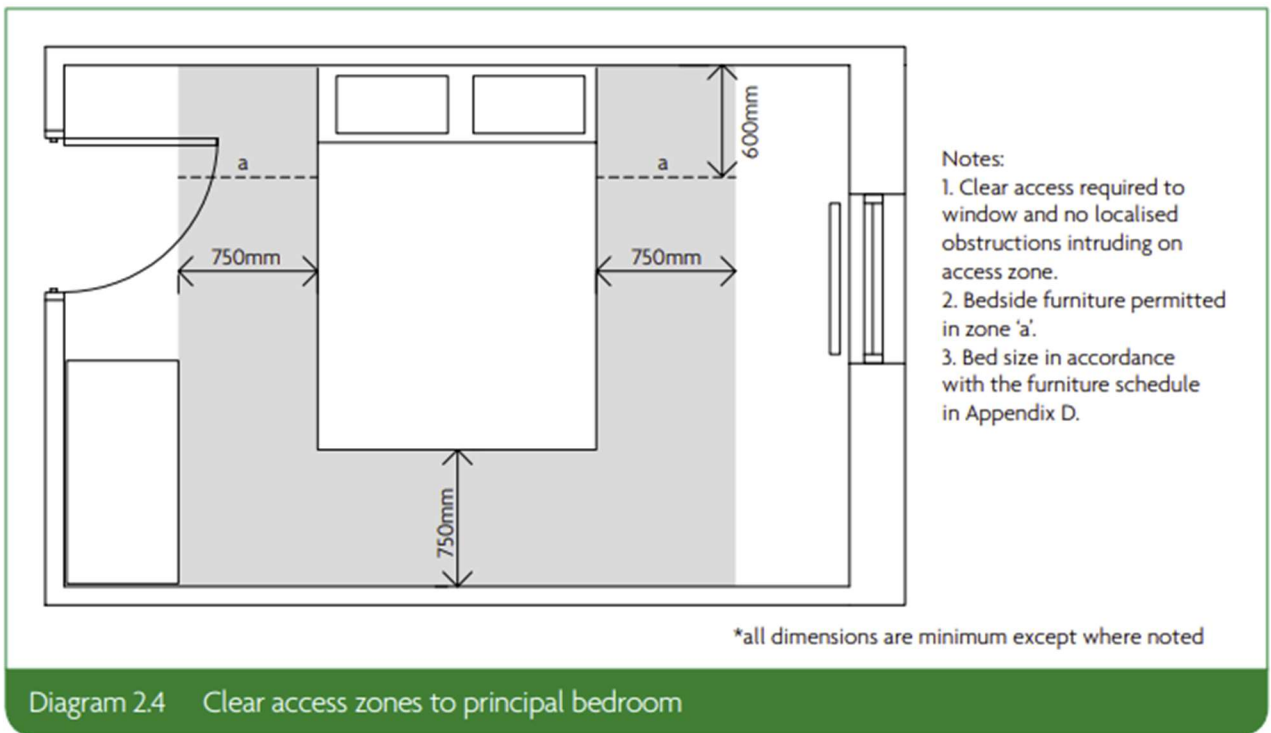 600mm
a
a
750mm
750mm
750mm
Notes:
1. Clear access required to
window and no localised
obstructions intruding on
access zone.
2. Bedside furniture permitted
in zone ‘a’.
3. Bed size in accordance
with the furniture schedule
in Appendix D.
*all dimensions are minimum except where noted
Diagram 2.4 Clear access zones to principal bedroom